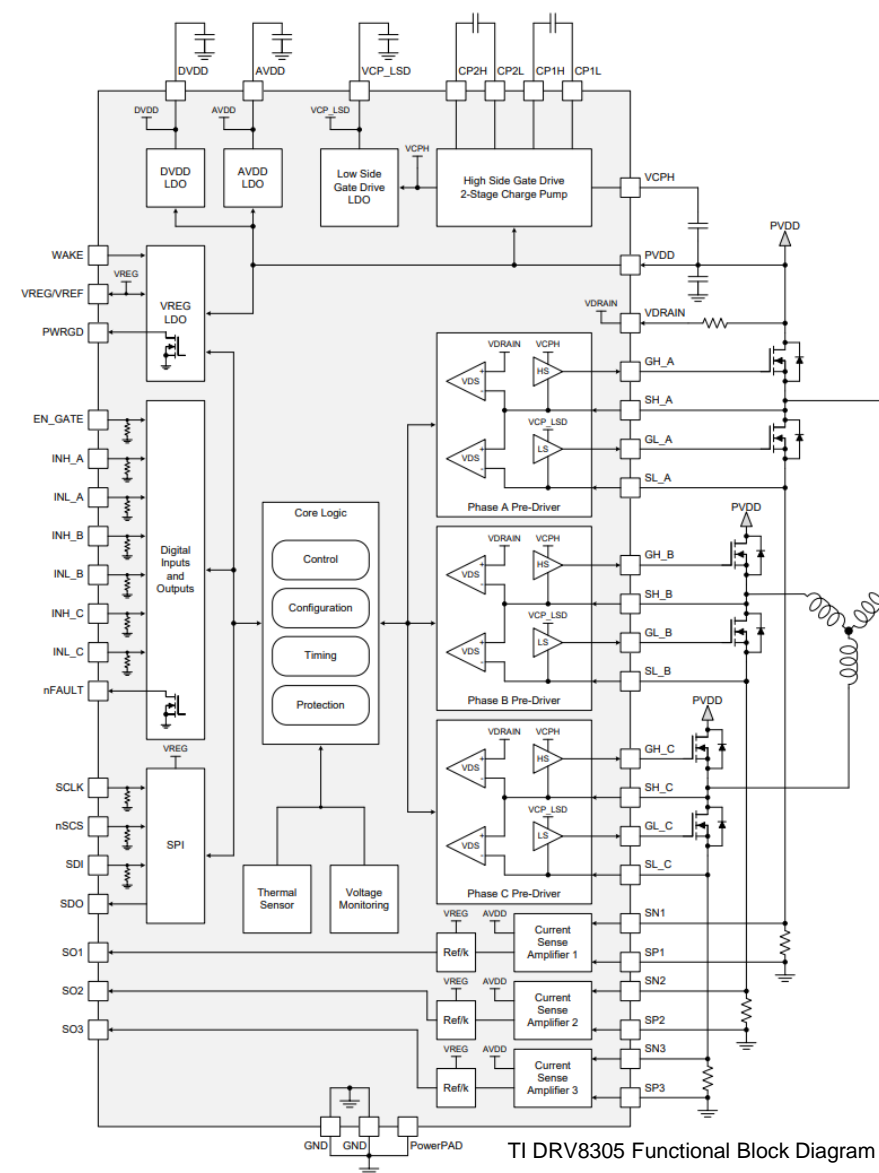 DVDD
AVDD
VCP_LSD
CP2H
CP2L
CP1H
CP1L
DVDD
AVDD
VCP_LSD
VCPH
DVDD
LDO
AVDD
LDO
Low Side
Gate Drive
LDO
High Side Gate Drive
2-Stage Charge Pump
VCPH
PVDD
WAKE
PVDD
VREG
VREG/VREF
VREG
LDO
VDRAIN
VDRAIN
PWRGD
VDRAIN
VCPH
VDS
+
-
HS
GH_A
SH_A
EN_GATE
VCP_LSD
VDS
+
-
LS
GL_A
INH_A
SL_A
INL_A
Phase A Pre-Driver
PVDD
Core Logic
INH_B
VDRAIN
VCPH
Digital
Inputs
and
Outputs
Control
VDS
+
-
HS
GH_B
INL_B
SH_B
Configuration
INH_C
VCP_LSD
VDS
+
-
LS
GL_B
INL_C
Timing
SL_B
nFAULT
Protection
Phase B Pre-Driver
PVDD
VREG
VDRAIN
VCPH
VDS
+
-
HS
GH_C
SCLK
SH_C
nSCS
VCP_LSD
SPI
VDS
+
-
LS
GL_C
SDI
SL_C
SDO
Thermal
Sensor
Voltage
Monitoring
Phase C Pre-Driver
VREG
AVDD
SN1
Ref/k
Current
Sense
Amplifier 1
SO1
SP1
VREG
AVDD
SN2
SO2
Ref/k
Current
Sense
Amplifier 2
SP2
SO3
VREG
AVDD
SN3
Ref/k
Current
Sense
Amplifier 3
SP3
GND
GND
PowerPAD
TI DRV8305 Functional Block Diagram